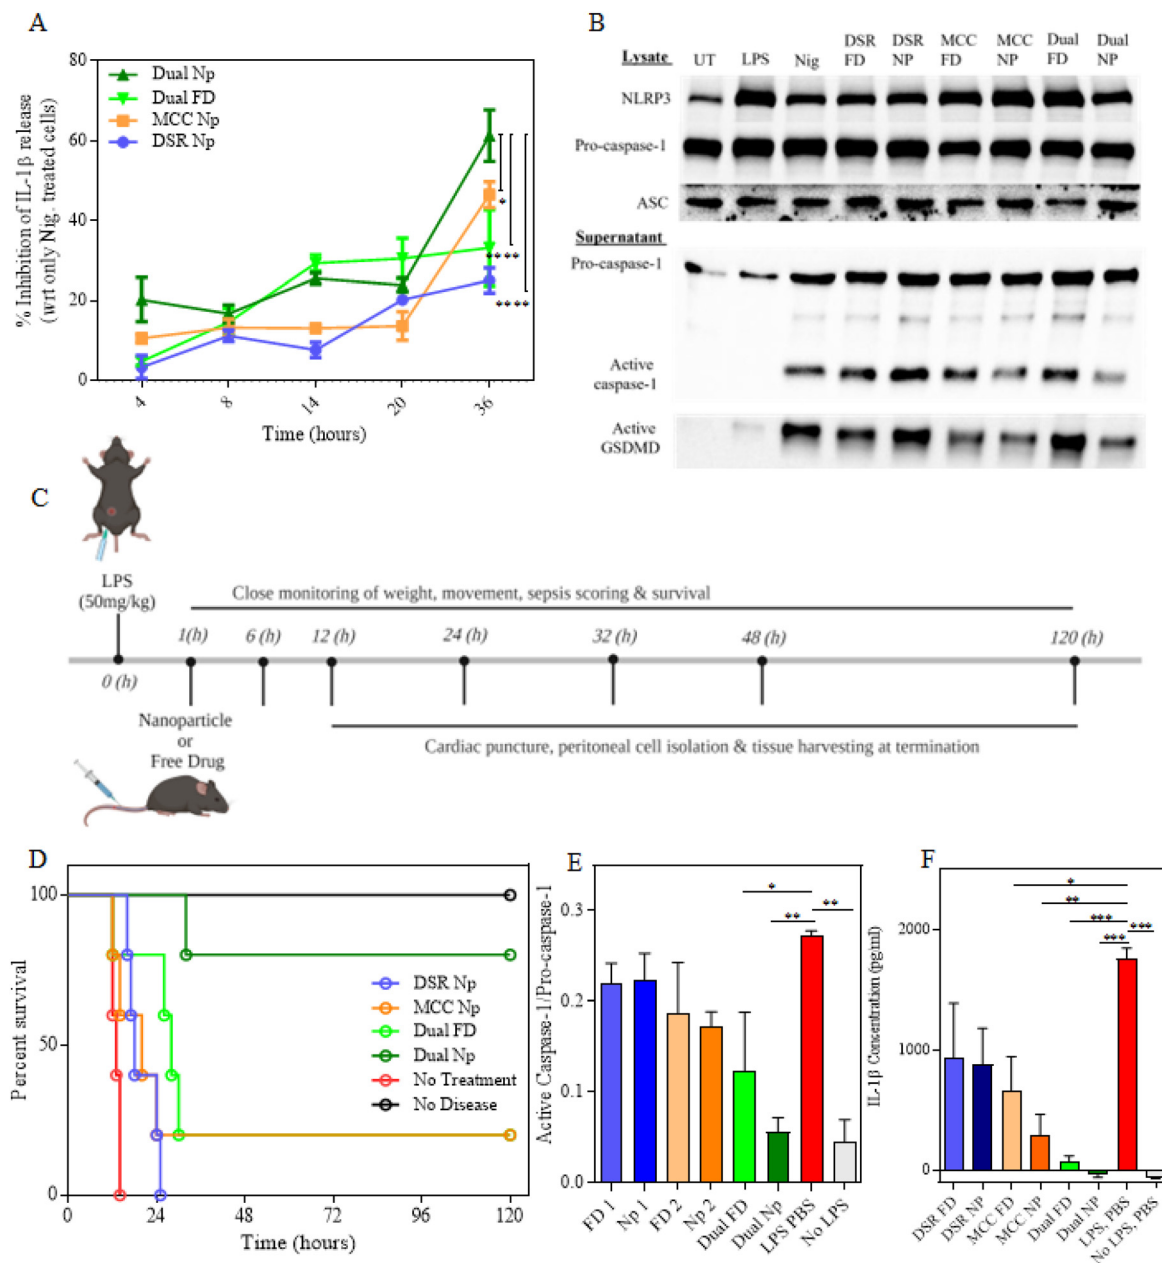 A
% Inhibition of IL-1β release
(wrt only Nig. treated cells)
80
60
40
20
0
Dual Np
Dual FD
MCC Np
DSR Np
*
****
****
4
8
14
20
36
Time (hours)
B
Lysate
UT
LPS
Nig
DSR FD
DSR NP
MCC FD
MCC NP
Dual FD
Dual NP
NLRP3
Pro-caspase-1
ASC
Supernatant
Pro-caspase-1
Active
caspase-1
Active
GSDMD
C
LPS
(50mg/kg)
Close monitoring of weight, movement, sepsis scoring & survival
1(h)
6 (h)
12 (h)
24 (h)
32 (h)
48 (h)
120 (h)
0 (h)
Nanoparticle
or
Free Drug
Cardiac puncture, peritoneal cell isolation & tissue harvesting at termination
D
Percent survival
100
50
0
DSR Np
MCC Np
Dual FD
Dual Np
No Treatment
No Disease
0
24
48
72
96
120
Time (hours)
E
Active Caspase-1/Pro-caspase-1
0.3
0.2
0.1
0.0
*
**
**
FD 1
Np 1
FD 2
Np 2
Dual FD
Dual Np
LPS PBS
No LPS
F
IL-1β Concentration (pg/ml)
2000
1000
0
*
**
***
***
***
DSR FD
DSR NP
MCC FD
MCC NP
Dual FD
Dual NP
LPS, PBS
No LPS, PBS